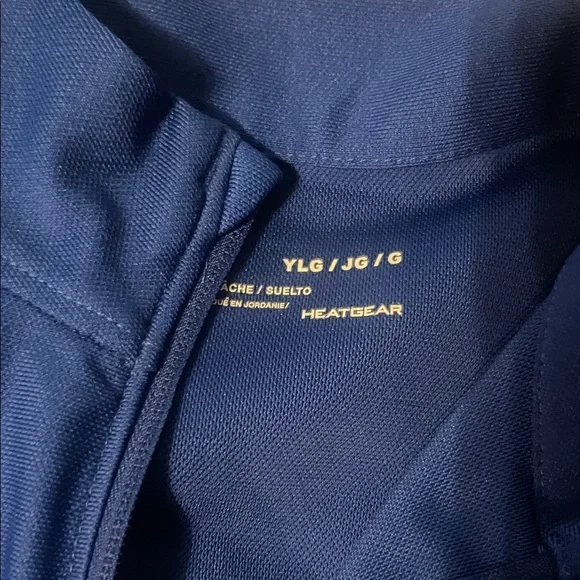 YLG / JG / G
ACHE / SUELTO
UÉ EN JORDANIE/
HEATGEAR